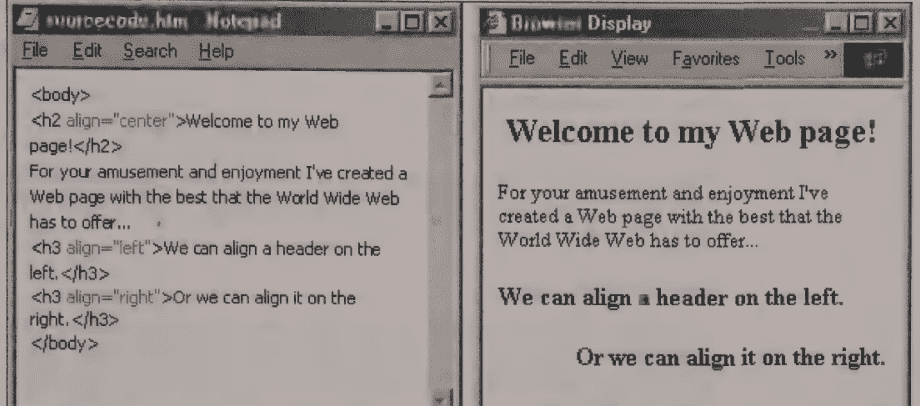 sourcecode.htm - Notepad
File Edit Search Help
<body>
<h2 align="center">Welcome to my Web
page!</h2>
For your amusement and enjoyment I've created a
Web page with the best that the World Wide Web
has to offer...
<h3 align="left">We can align a header on the
left.</h3>
<h3 align="right">Or we can align it on the
right.</h3>
</body>
Browser Display
File Edit View Favorites Tools »
Welcome to my Web page!
For your amusement and enjoyment I've
created a Web page with the best that the
World Wide Web has to offer...
We can align a header on the left.
Or we can align it on the right.